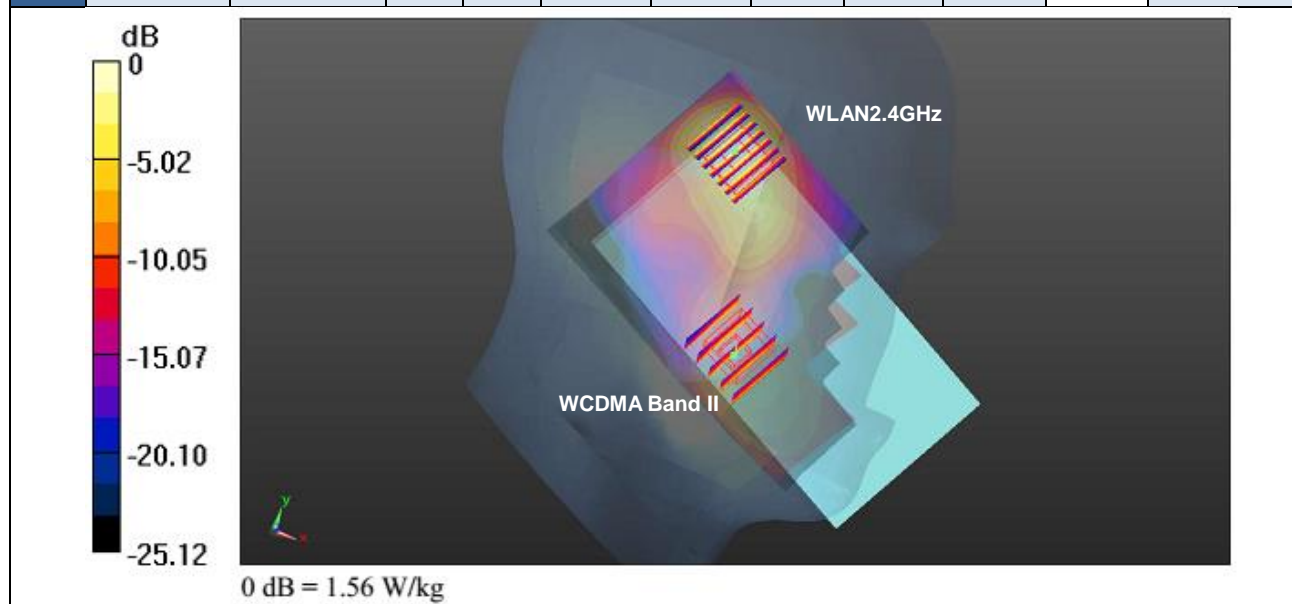 dB
0
-5.02
-10.05
-15.07
-20.10
-25.12
WLAN2.4GHz
WCDMA Band II
y
x
0 dB = 1.56 W/kg